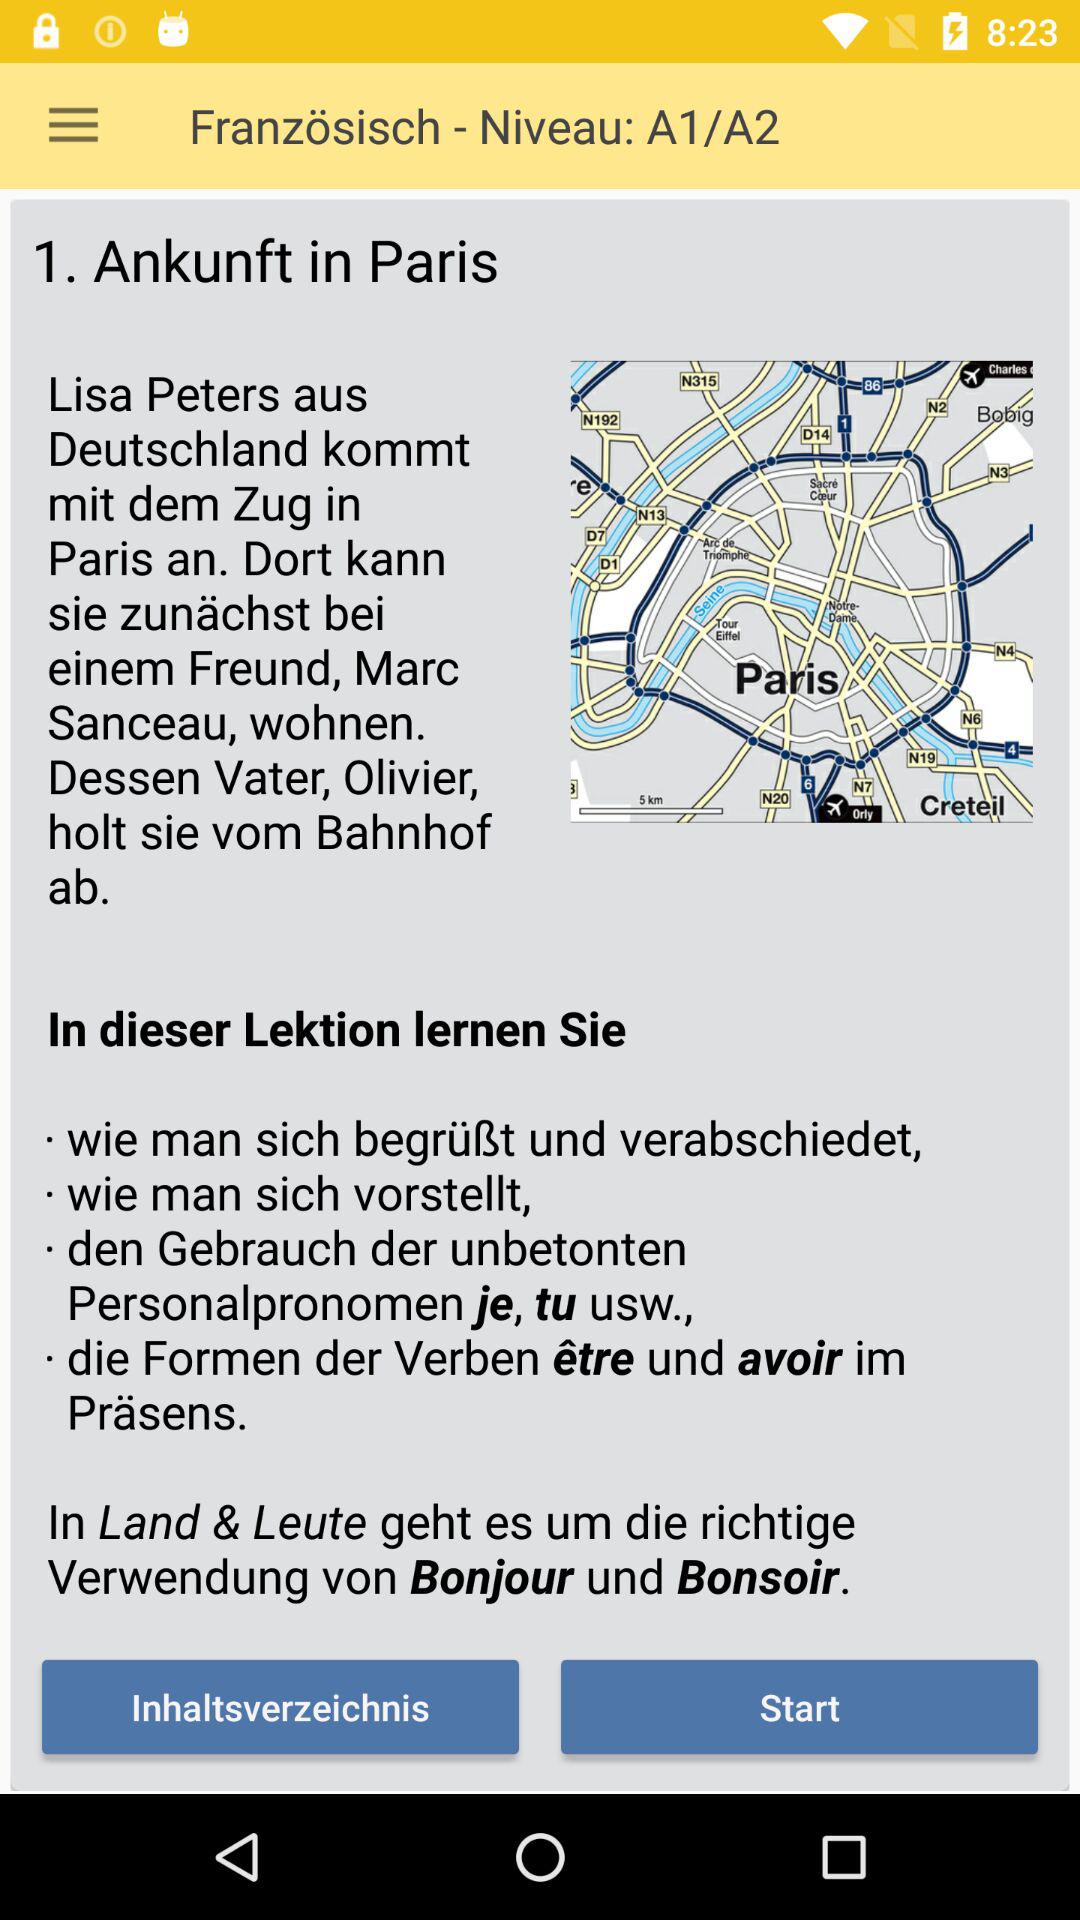 8:23
Französisch - Niveau: A1/A2
1. Ankunft in Paris
Lisa Peters aus
Deutschland kommt
mit dem Zug in
Paris an. Dort kann
sie zunächst bei
einem Freund, Marc
Sanceau, wohnen.
Dessen Vater, Olivier,
holt sie vom Bahnhof
ab.
N315
86
Charles
N2
Bobig
N192
1
D14
N3
re
Sacré
Cœur
N13
D7
Arc de
Triomphe
D1
Seine
Notre-
Dame
Tour
Eiffel
N4
Paris
N6
4
N19
6
N7
5 km
N20
Orly
Creteil
In dieser Lektion lernen Sie
· wie man sich begrüßt und verabschiedet,
· wie man sich vorstellt,
· den Gebrauch der unbetonten
Personalpronomen je, tu usw.,
· die Formen der Verben être und avoir im
Präsens.
In Land & Leute geht es um die richtige
Verwendung von Bonjour und Bonsoir.
Inhaltsverzeichnis
Start